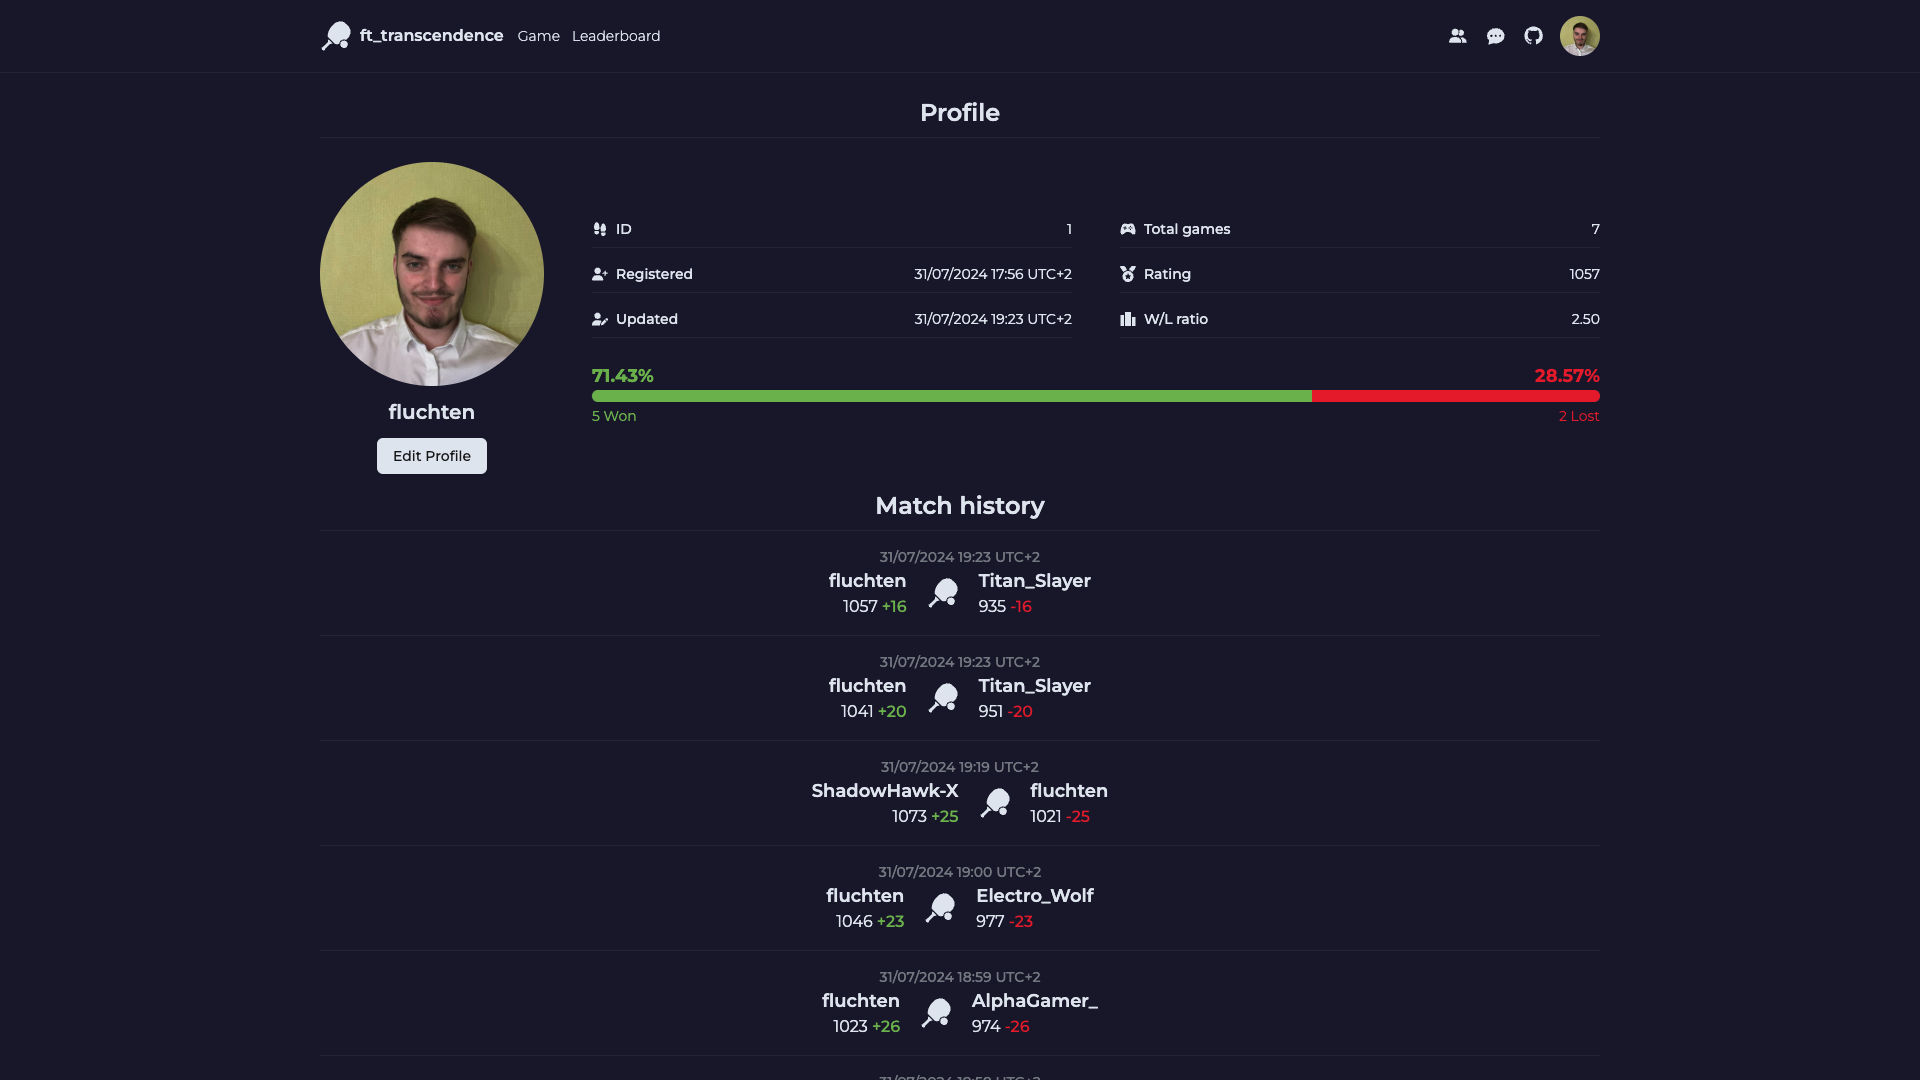 ft_transcendence Game Leaderboard
Profile
ID 1
Total games 7
Registered 31/07/2024 17:56 UTC+2
Rating 1057
Updated 31/07/2024 19:23 UTC+2
W/L ratio 2.50
71.43% 28.57%
5 Won 2 Lost
fluchten
Edit Profile
Match history
31/07/2024 19:23 UTC+2
fluchten Titan_Slayer
1057 +16 935 -16
31/07/2024 19:23 UTC+2
fluchten Titan_Slayer
1041 +20 951 -20
31/07/2024 19:19 UTC+2
ShadowHawk-X fluchten
1073 +25 1021 -25
31/07/2024 19:00 UTC+2
fluchten Electro_Wolf
1046 +23 977 -23
31/07/2024 18:59 UTC+2
fluchten AlphaGamer_
1023 +26 974 -26